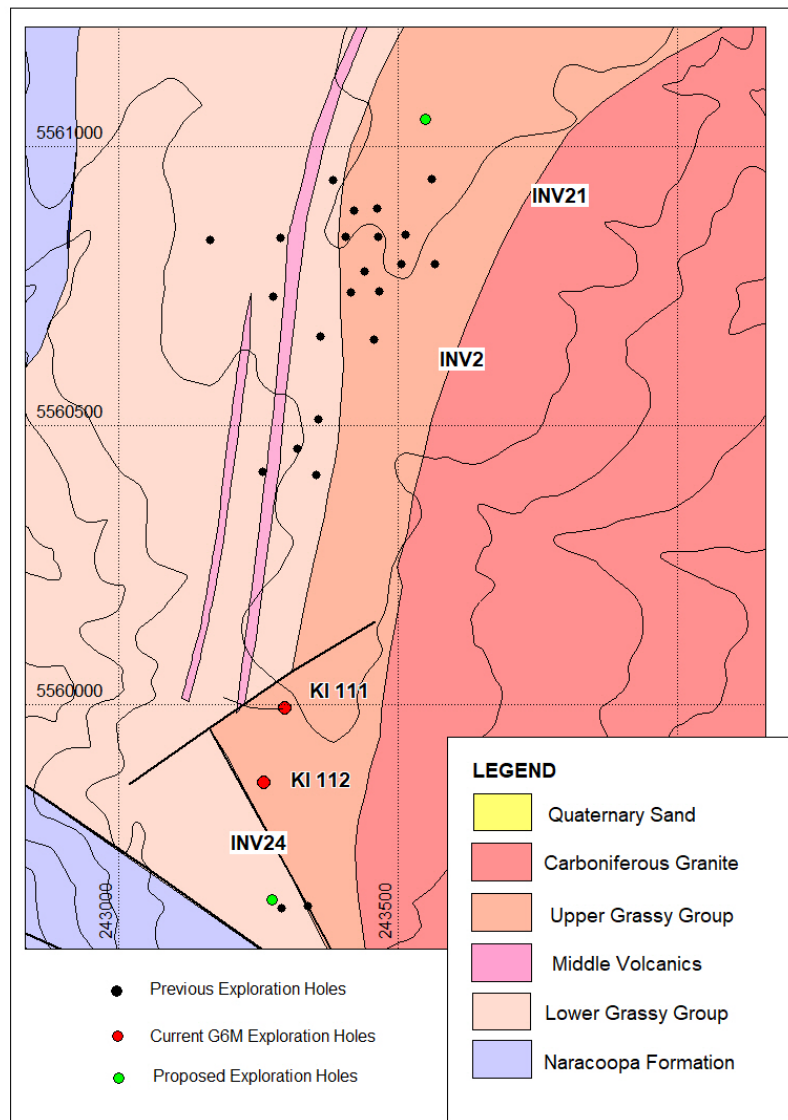 5561000
INV21
INV2
5560500
KI 111
5560000
KI 112
INV24
243000
243500
LEGEND
Quaternary Sand
Carboniferous Granite
Upper Grassy Group
Middle Volcanics
Lower Grassy Group
Naracoopa Formation
Previous Exploration Holes
Current G6M Exploration Holes
Proposed Exploration Holes